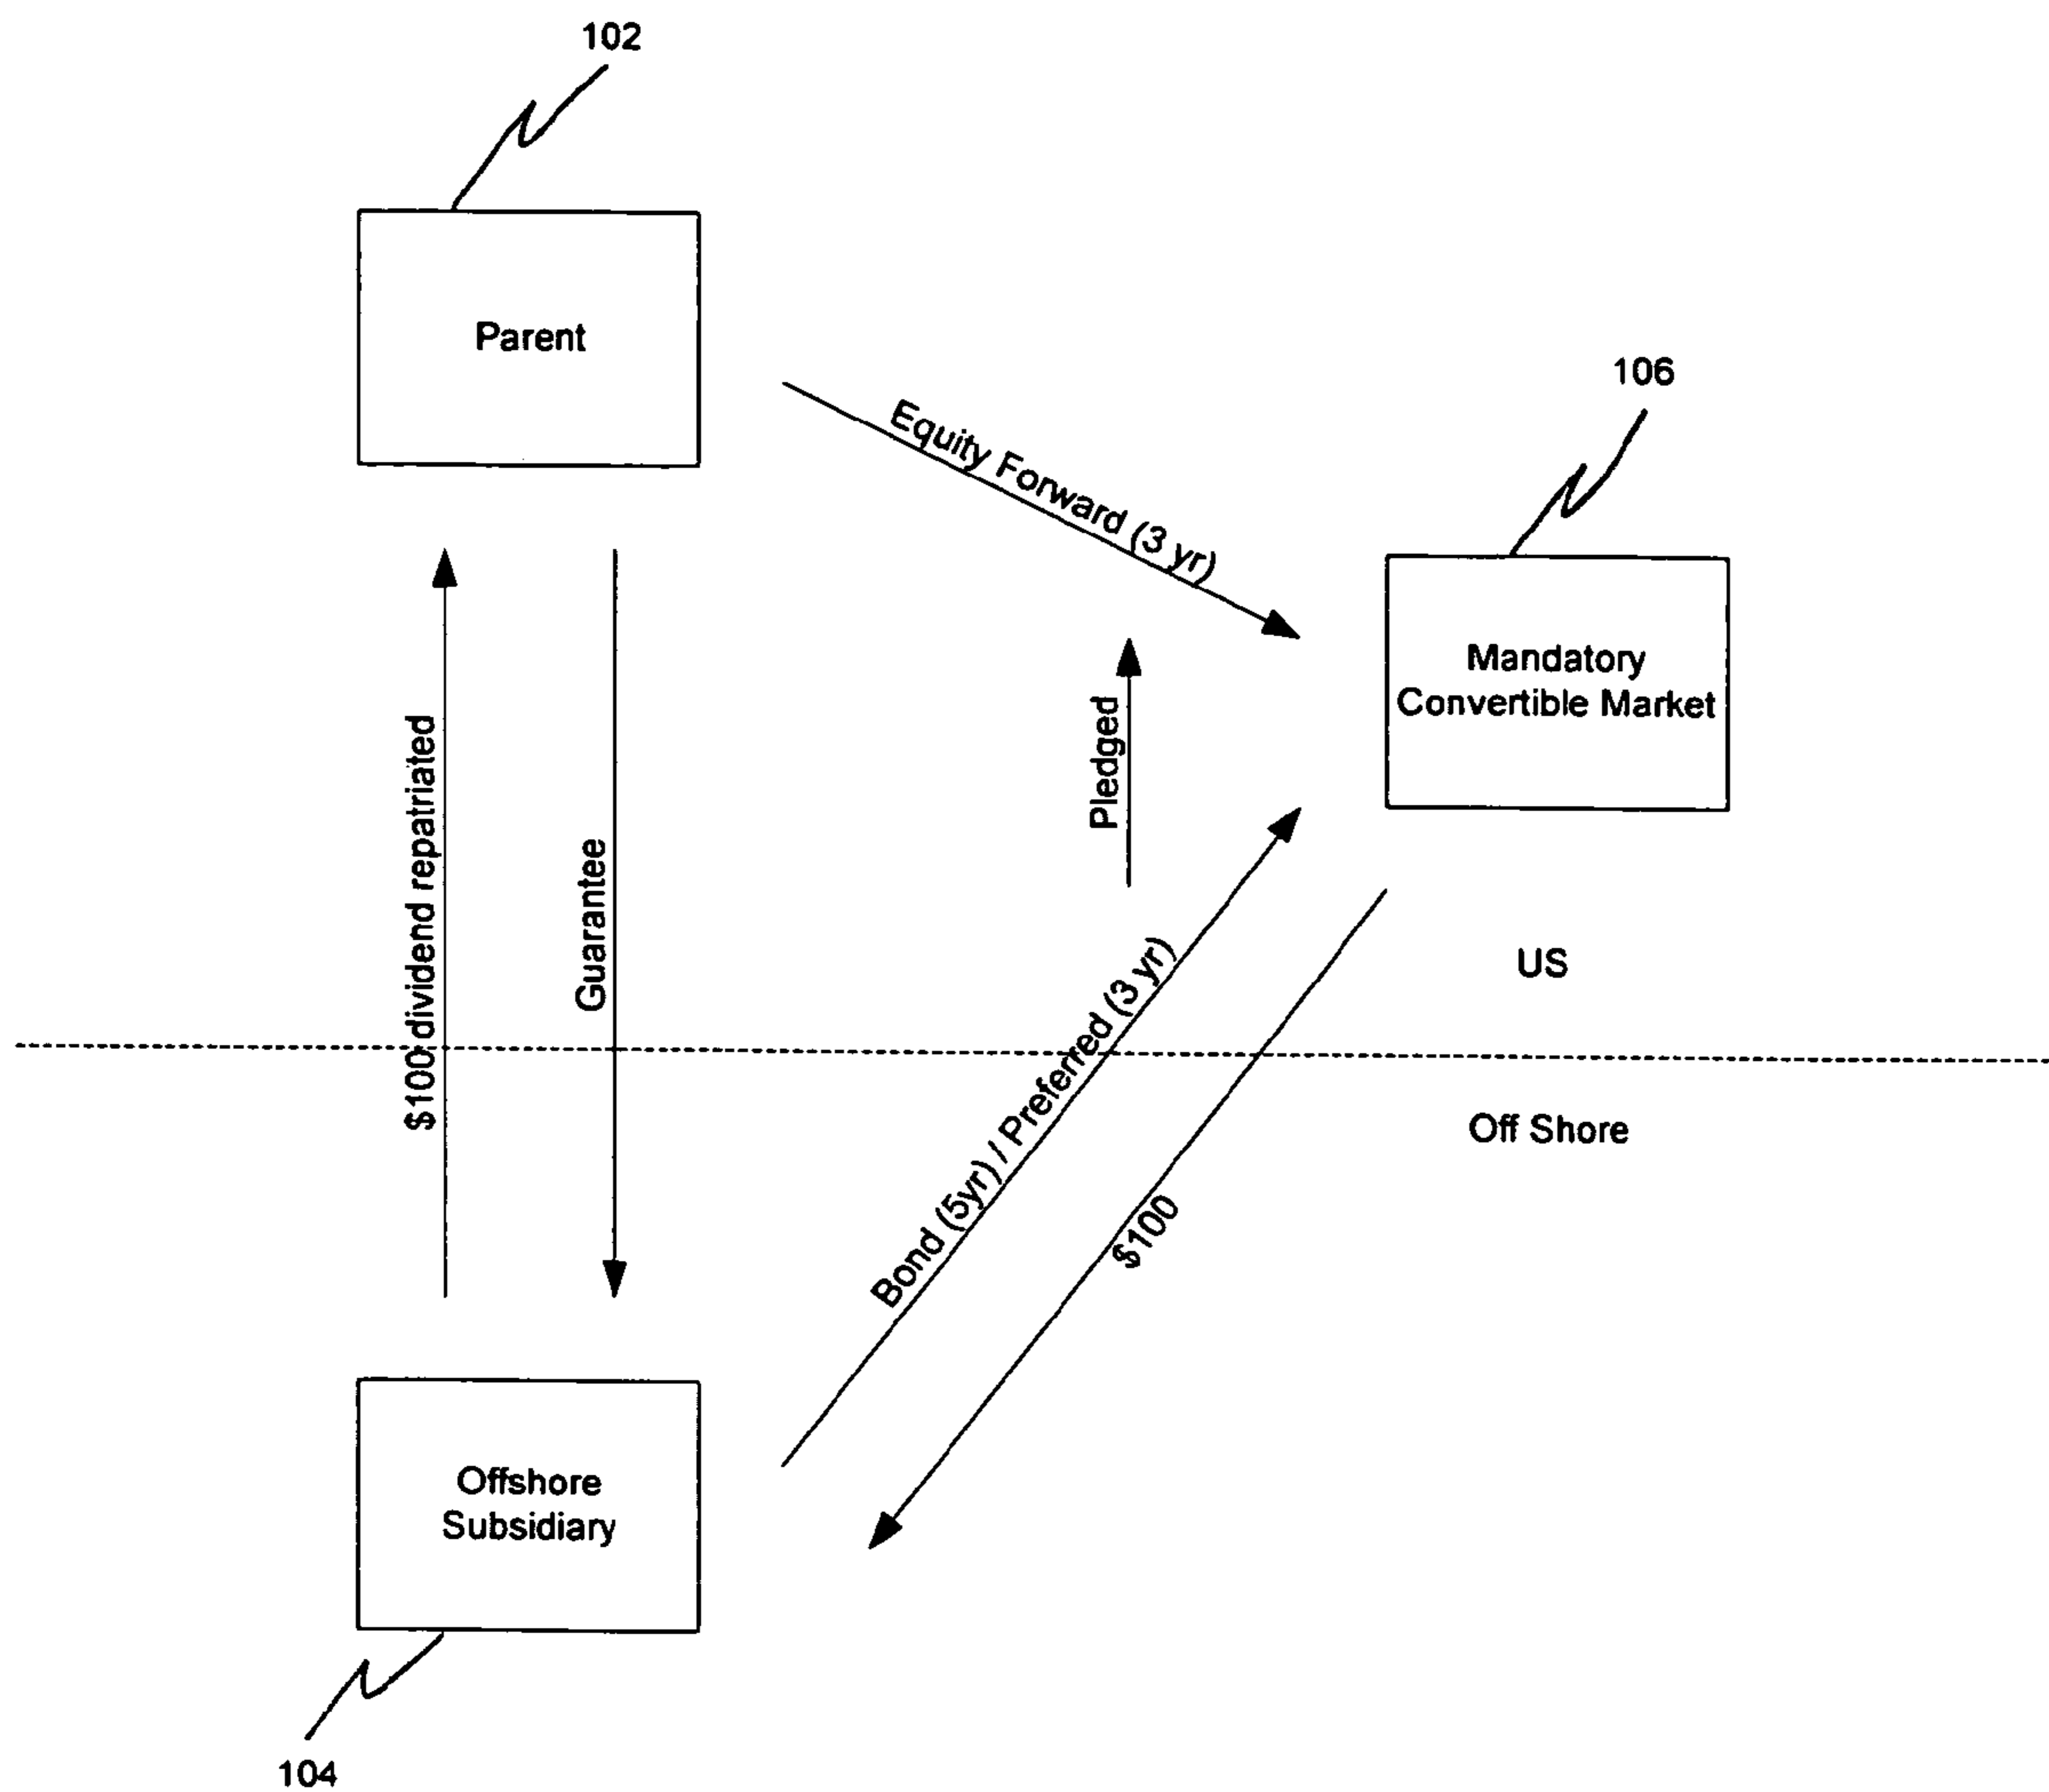 102
Parent
106
Equity Forward (3 yr)
Mandatory
Convertible Market
Pledged
$100 dividend repatriated
Guarantee
US
Bond (5yr) / Preferred (3 yr)
Off Shore
$100
Offshore
Subsidiary
104